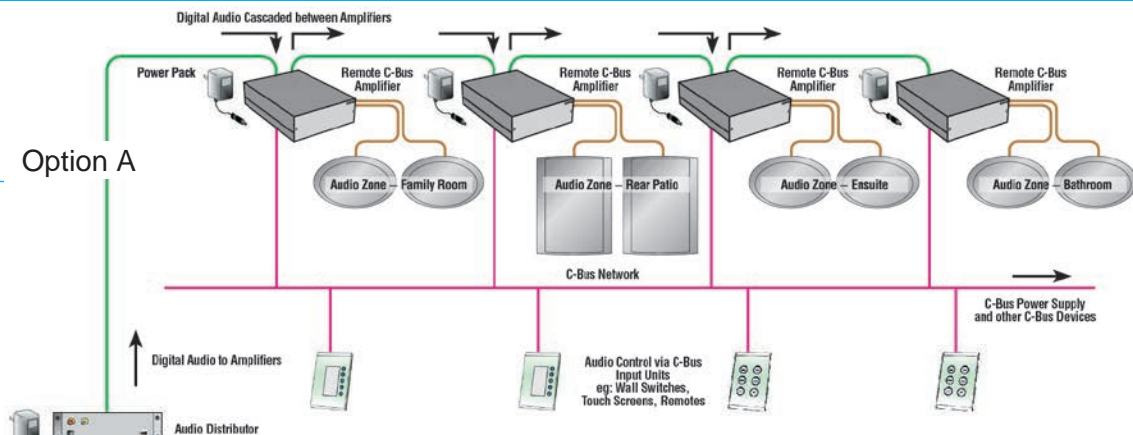 Digital Audio Cascaded between Amplifiers
Power Pack
Remote C-Bus
Amplifier
Remote C-Bus
Amplifier
Remote C-Bus
Amplifier
Remote C-Bus
Amplifier
Option A
Audio Zone – Family Room
Audio Zone – Rear Patio
Audio Zone – Ensuite
Audio Zone – Bathroom
C-Bus Network
C-Bus Power Supply
and other C-Bus Devices
Digital Audio to Amplifiers
Audio Control via C-Bus
Input Units
eg: Wall Switches,
Touch Screens, Remotes
Audio Distributor